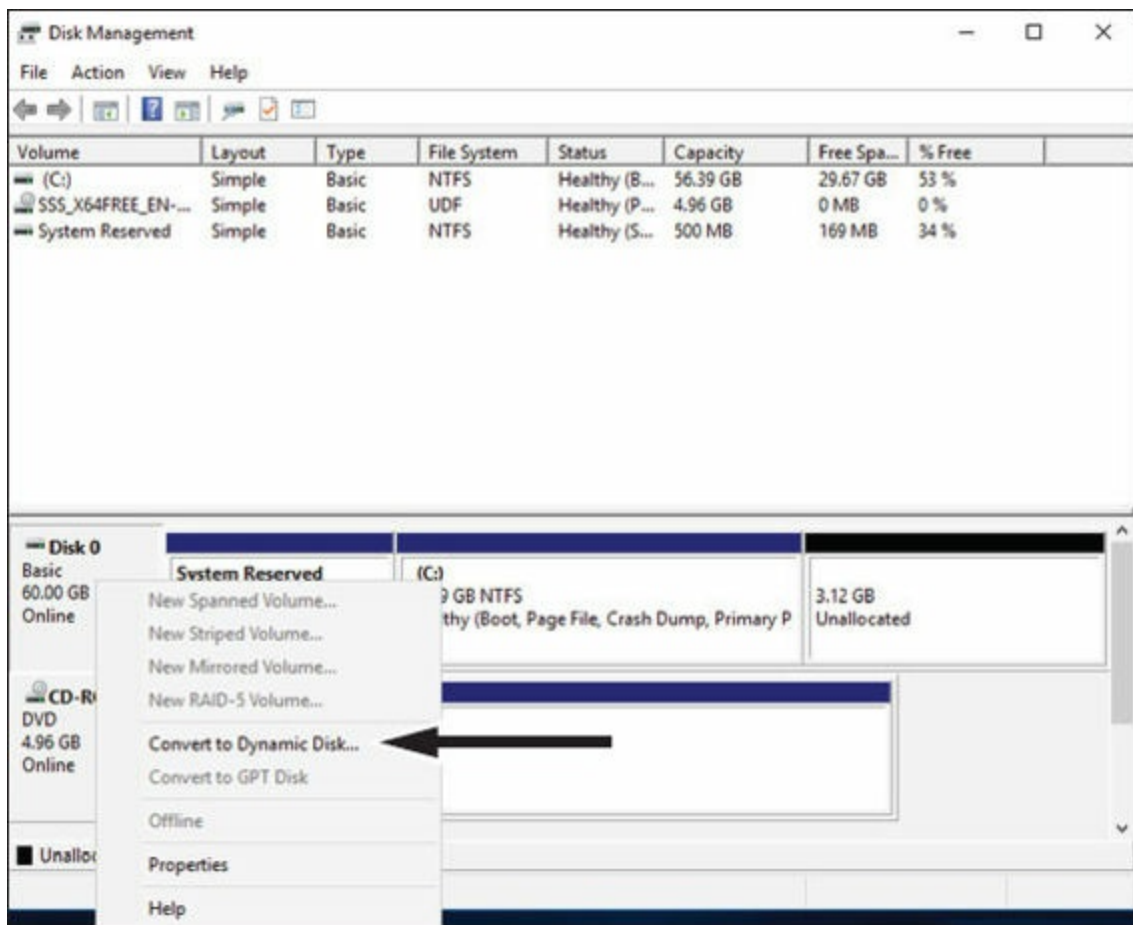 Disk Management
File Action View Help
Volume Layout Type File System Status Capacity Free Spa... % Free
(C:) Simple Basic NTFS Healthy (B... 56.39 GB 29.67 GB 53 %
SSS_X64FREE_EN-... Simple Basic UDF Healthy (P... 4.96 GB 0 MB 0 %
System Reserved Simple Basic NTFS Healthy (S... 500 MB 169 MB 34 %
Disk 0
Basic
60.00 GB
Online
System Reserved
(C:)
9 GB NTFS
thy (Boot, Page File, Crash Dump, Primary P
3.12 GB
Unallocated
New Spanned Volume...
New Striped Volume...
New Mirrored Volume...
New RAID-5 Volume...
Convert to Dynamic Disk...
Convert to GPT Disk
Offline
Properties
Help
CD-R
DVD
4.96 GB
Online
Unalloc